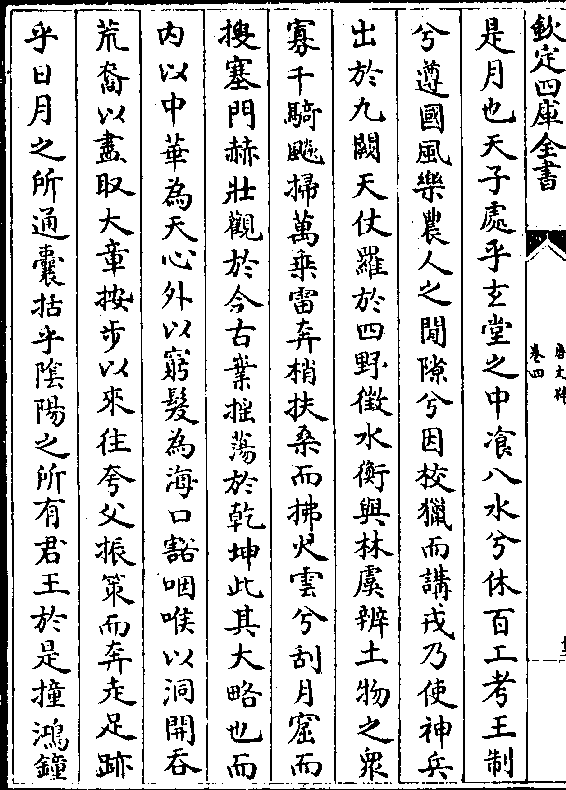 欽定四庫全書
唐文粹
卷四
是月也天子處乎玄堂之中飡八水兮休百工考王制
兮遵國風樂農人之閒隙兮因校獵而講戎乃使神兵
出於九闕天仗羅於四野徵水衡與林虞辨土物之衆
寡千騎飈掃萬乘雷奔梢扶桑而拂火雲兮刮月窟而
搜塞門赫壯觀於今古業搖蕩於乾坤此其大略也而
内以中華為天心外以窮髮為海口豁咽喉以洞開吞
荒裔以盡取大章按步以來往夸父振策而奔走足跡
乎日月之所通囊括乎陰陽之所有君王於是撞鴻鐘